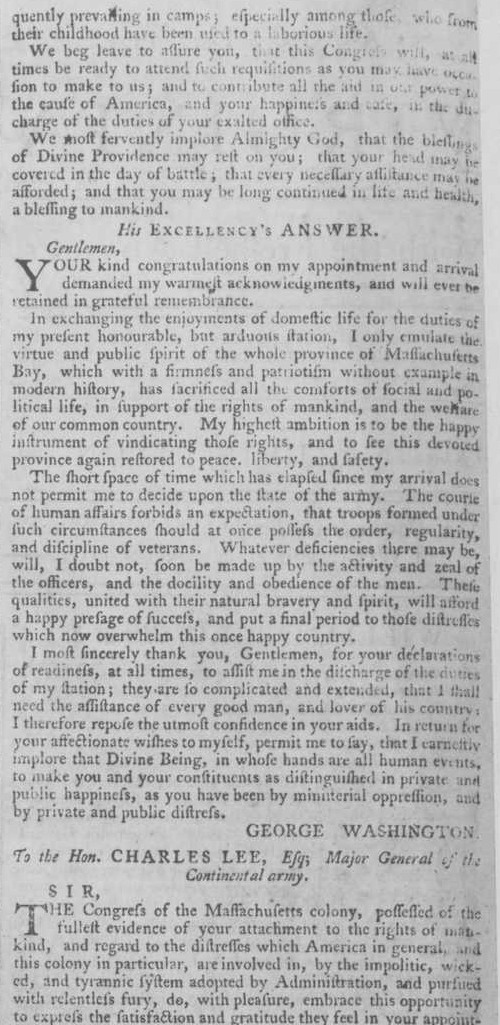 quently prevailing in camps; eſpecially among thoſe who from
their childhood have been uſed to a laborious life.
We beg leave to aſſure you, that this Congreſs will, at all
times be ready to attend ſuch requiſitions as you may have occa-
ſion to make to us; and to contribute all the aid in our power to
the cauſe of America, and your happineſs and eaſe, in the du-
charge of the duties of your exalted office.
We moſt fervently implore Almighty God, that the bleſſings
of Divine Providence may reſt on you; that your head may be
covered in the day of battle; that every neceſſary aſſiſtance may be
afforded; and that you may be long continued in life and health,
a bleſſing to mankind.
His EXCELLENCY's ANSWER.
Gentlemen,
YOUR kind congratulations on my appointment and arrival
demanded my warmeſt acknowledgments, and will ever be
retained in grateful remembrance.
In exchanging the enjoyments of domeſtic life for the duties of
my preſent honourable, but arduous ſtation, I only emulate the
virtue and public ſpirit of the whole province of Maſſachuſetts
Bay, which with a firmneſs and patriotiſm without example in
modern hiſtory, has ſacrificed all the comforts of ſocial and po-
litical life, in ſupport of the rights of mankind, and the welfare
of our common country. My higheſt ambition is to be the happy
inſtrument of vindicating thoſe rights, and to ſee this devoted
province again reſtored to peace. liberty, and ſafety.
The ſhort ſpace of time which has elapſed ſince my arrival does
not permit me to decide upon the ſtate of the army. The courſe
of human affairs forbids an expectation, that troops formed under
ſuch circumſtances ſhould at once poſſeſs the order, regularity,
and diſcipline of veterans. Whatever deficiencies there may be,
will, I doubt not, ſoon be made up by the activity and zeal of
the officers, and the docility and obedience of the men. Theſe
qualities, united with their natural bravery and ſpirit, will afford
a happy preſage of ſucceſs, and put a final period to thoſe diſtreſſes
which now overwhelm this once happy country.
I moſt ſincerely thank you, Gentlemen, for your declarations
of readineſs, at all times, to aſſiſt me in the diſcharge of the duties
of my ſtation; they are ſo complicated and extended, that I ſhall
need the aſſiſtance of every good man, and lover of his country;
I therefore repoſe the utmoſt confidence in your aids. In return for
your affectionate wiſhes to myſelf, permit me to ſay, that I earneſtly
implore that Divine Being, in whoſe hands are all human events,
to make you and your conſtituents as diſtinguiſhed in private and
public happineſs, as you have been by miniſterial oppreſſion, and
by private and public diſtreſs.
GEORGE WASHINGTON.
To the Hon. CHARLES LEE, Eſq; Major General of the
Continental army.
SIR,
THE Congreſs of the Maſſachuſetts colony, poſſeſſed of the
fulleſt evidence of your attachment to the rights of man-
kind, and regard to the diſtreſſes which America in general, and
this colony in particular, are involved in, by the impolitic, wick-
ed, and tyrannic ſyſtem adopted by Adminiſtration, and purſued
with relentleſs fury, do, with pleaſure, embrace this opportunity
to expreſs the ſatisfaction and gratitude they feel in your appoint-